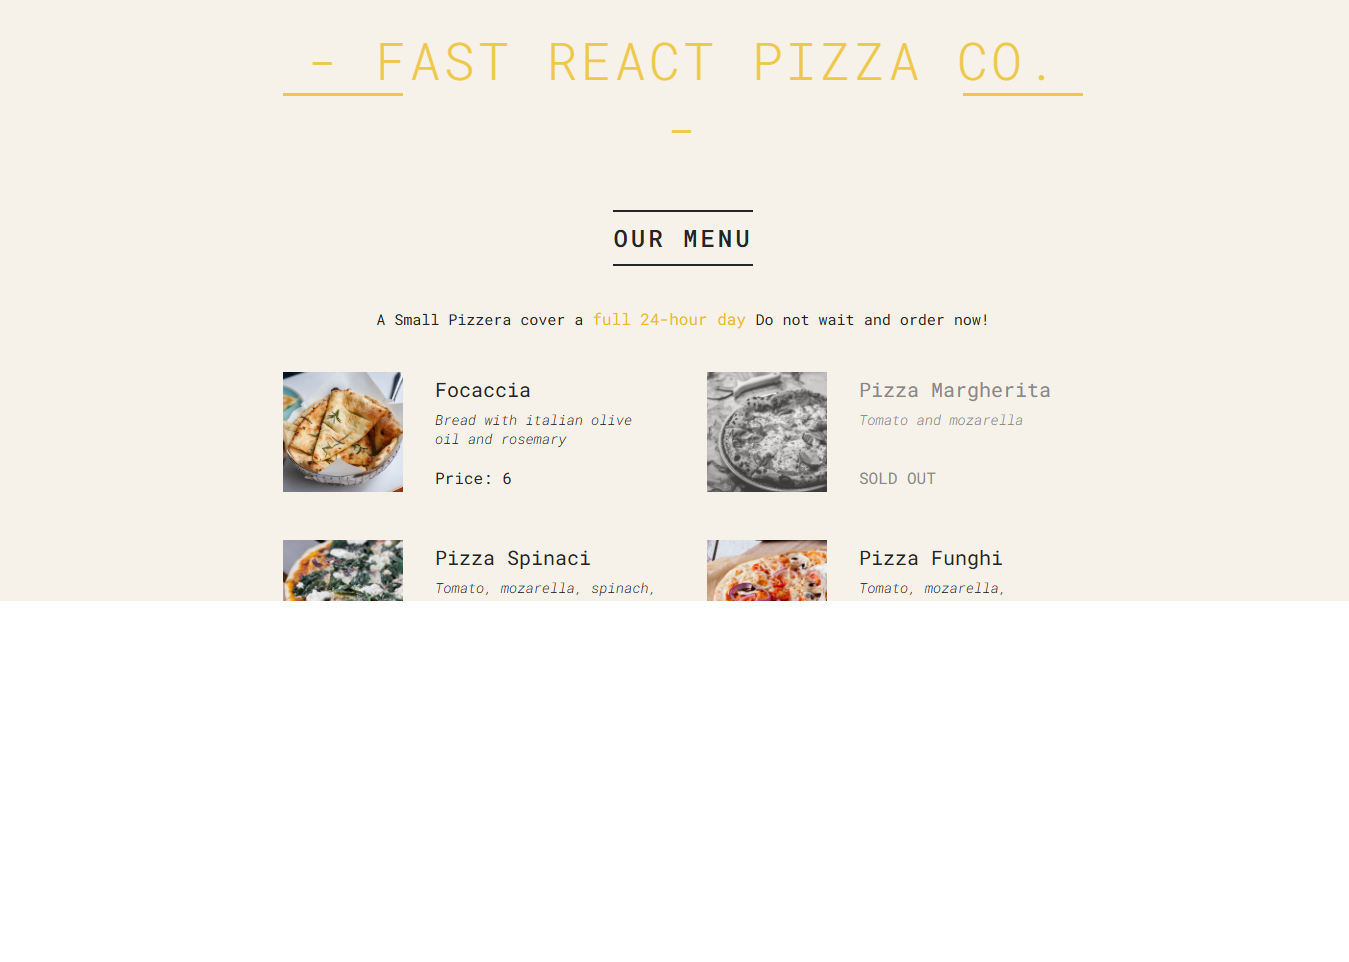 - FAST REACT PIZZA CO.
-
OUR MENU
A Small Pizzera cover a full 24-hour day Do not wait and order now!
Focaccia
Bread with italian olive
oil and rosemary
Price: 6
Pizza Margherita
Tomato and mozarella
SOLD OUT
Pizza Spinaci
Tomato, mozarella, spinach,
Pizza Funghi
Tomato, mozarella,